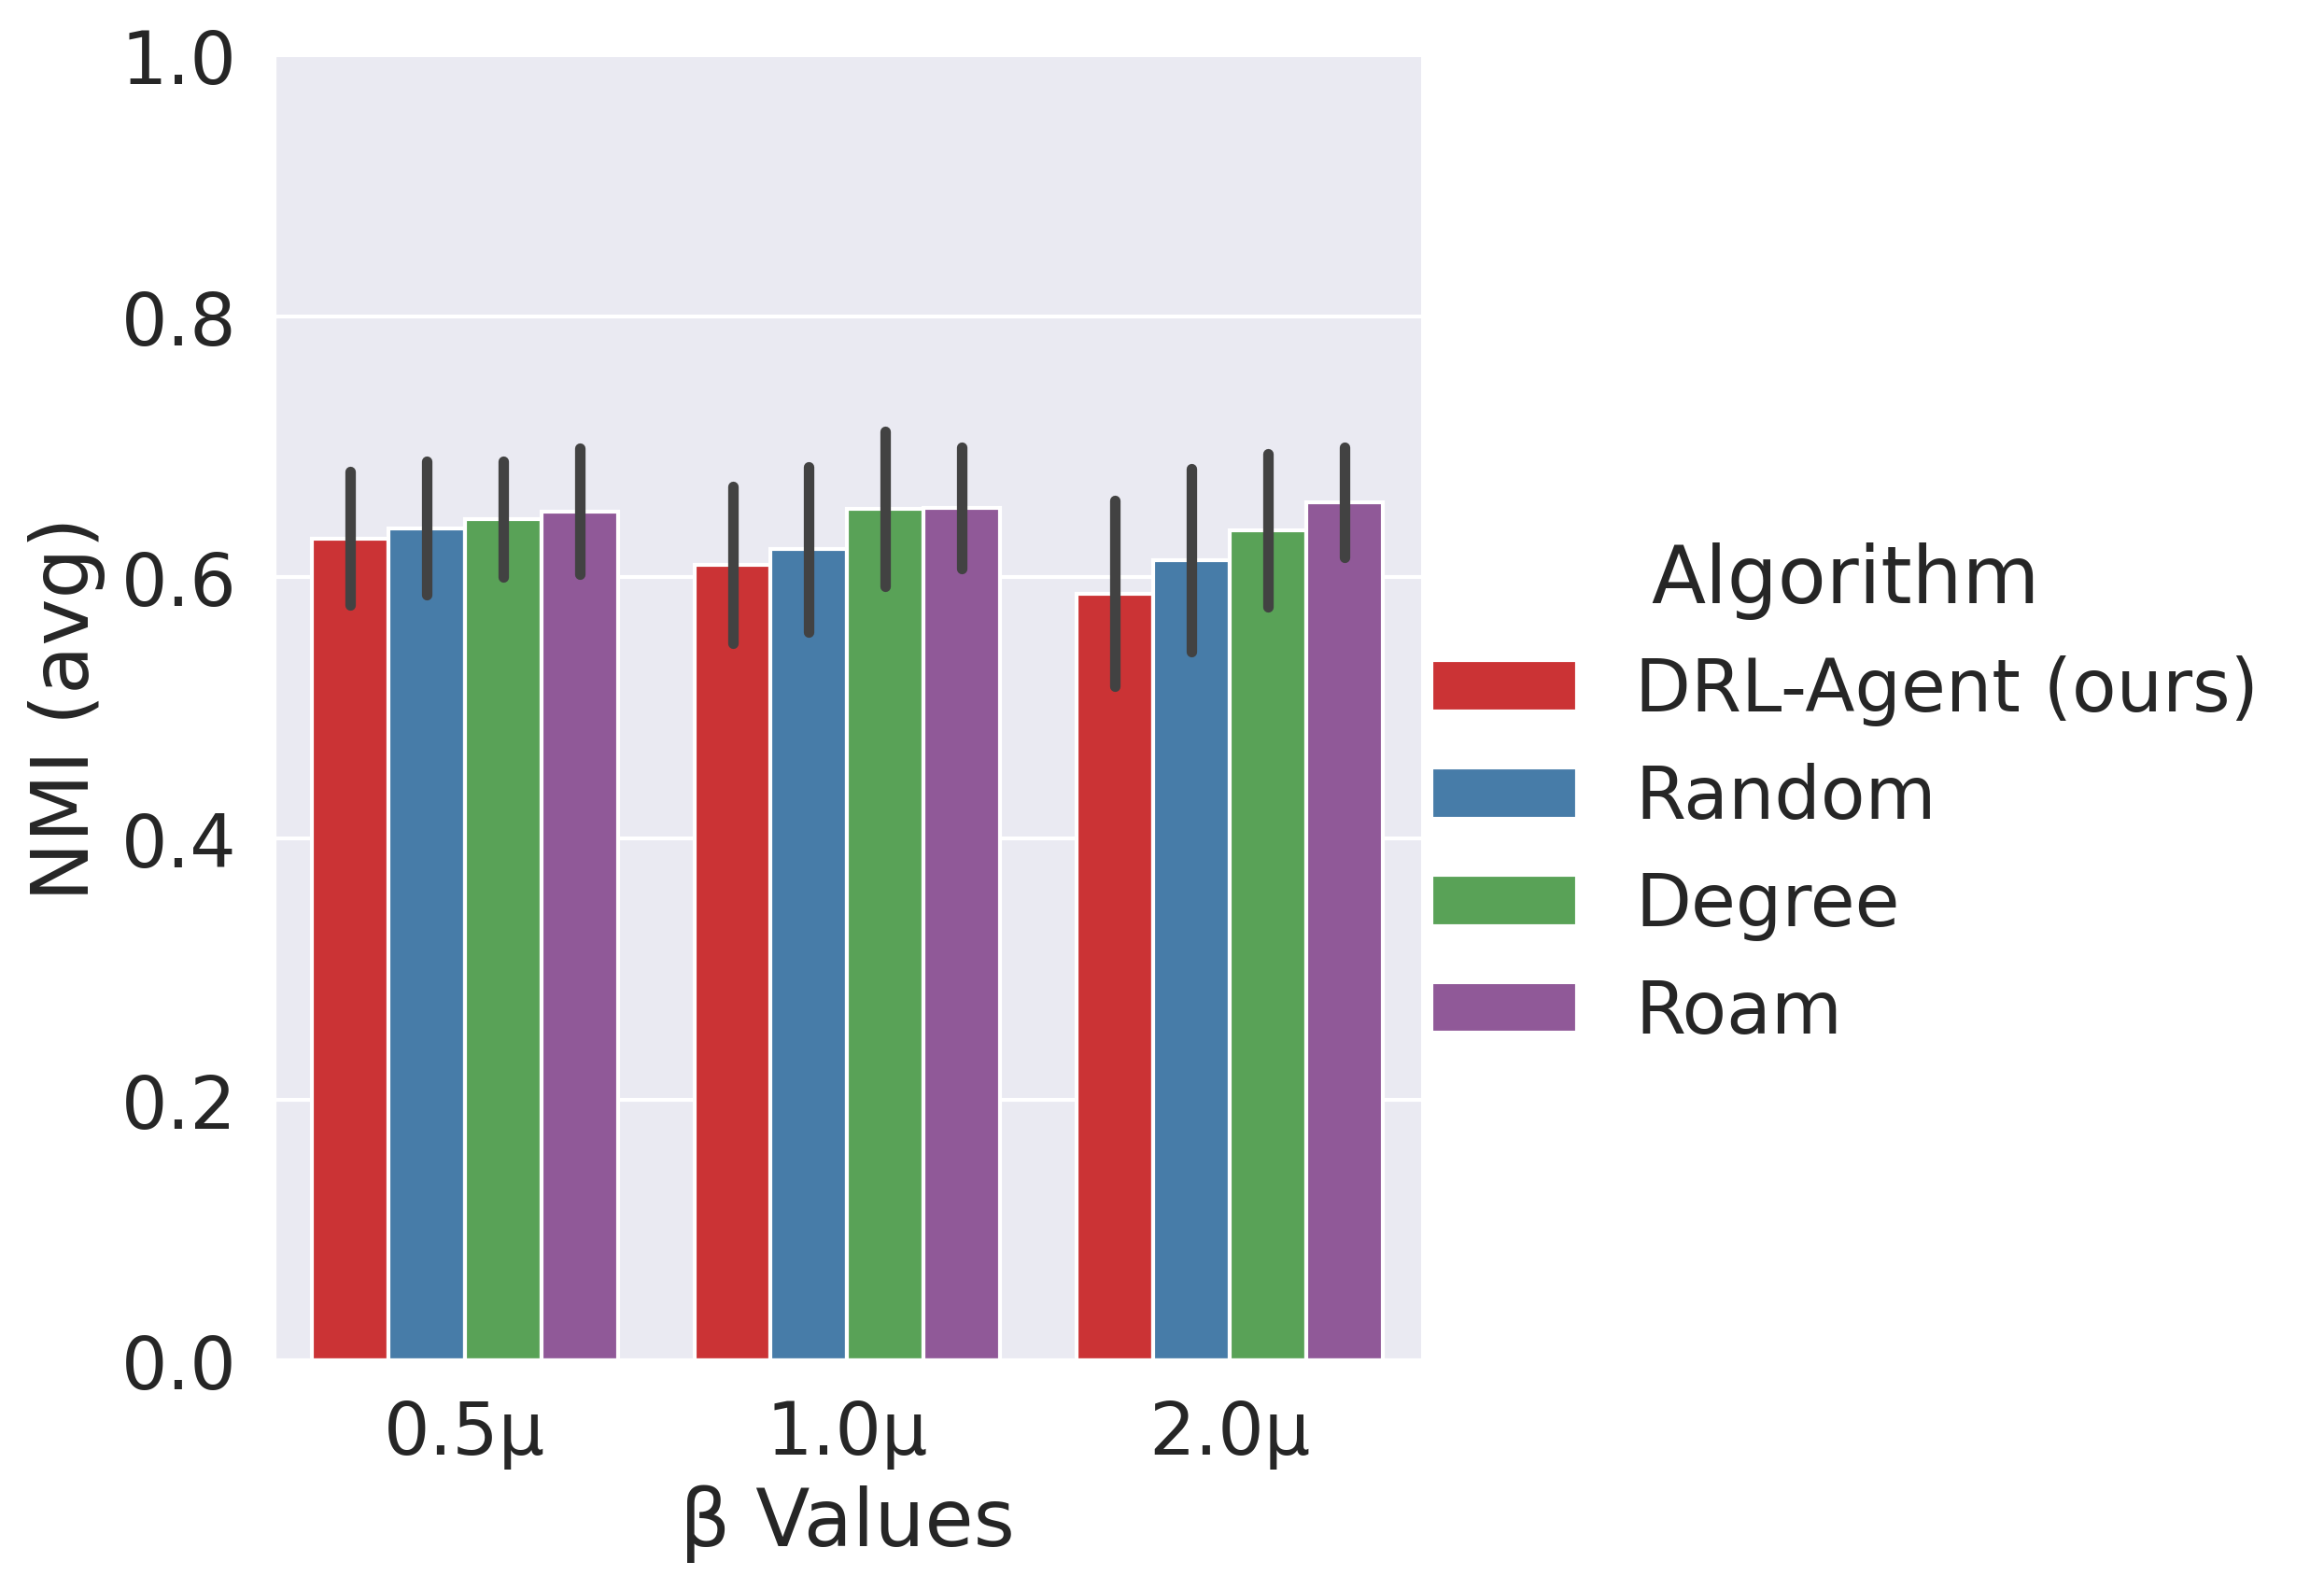 1.0
0.8
0.6
0.4
0.2
0.0
NMI (avg)
0.5μ 1.0μ 2.0μ
β Values
Algorithm
DRL-Agent (ours)
Random
Degree
Roam